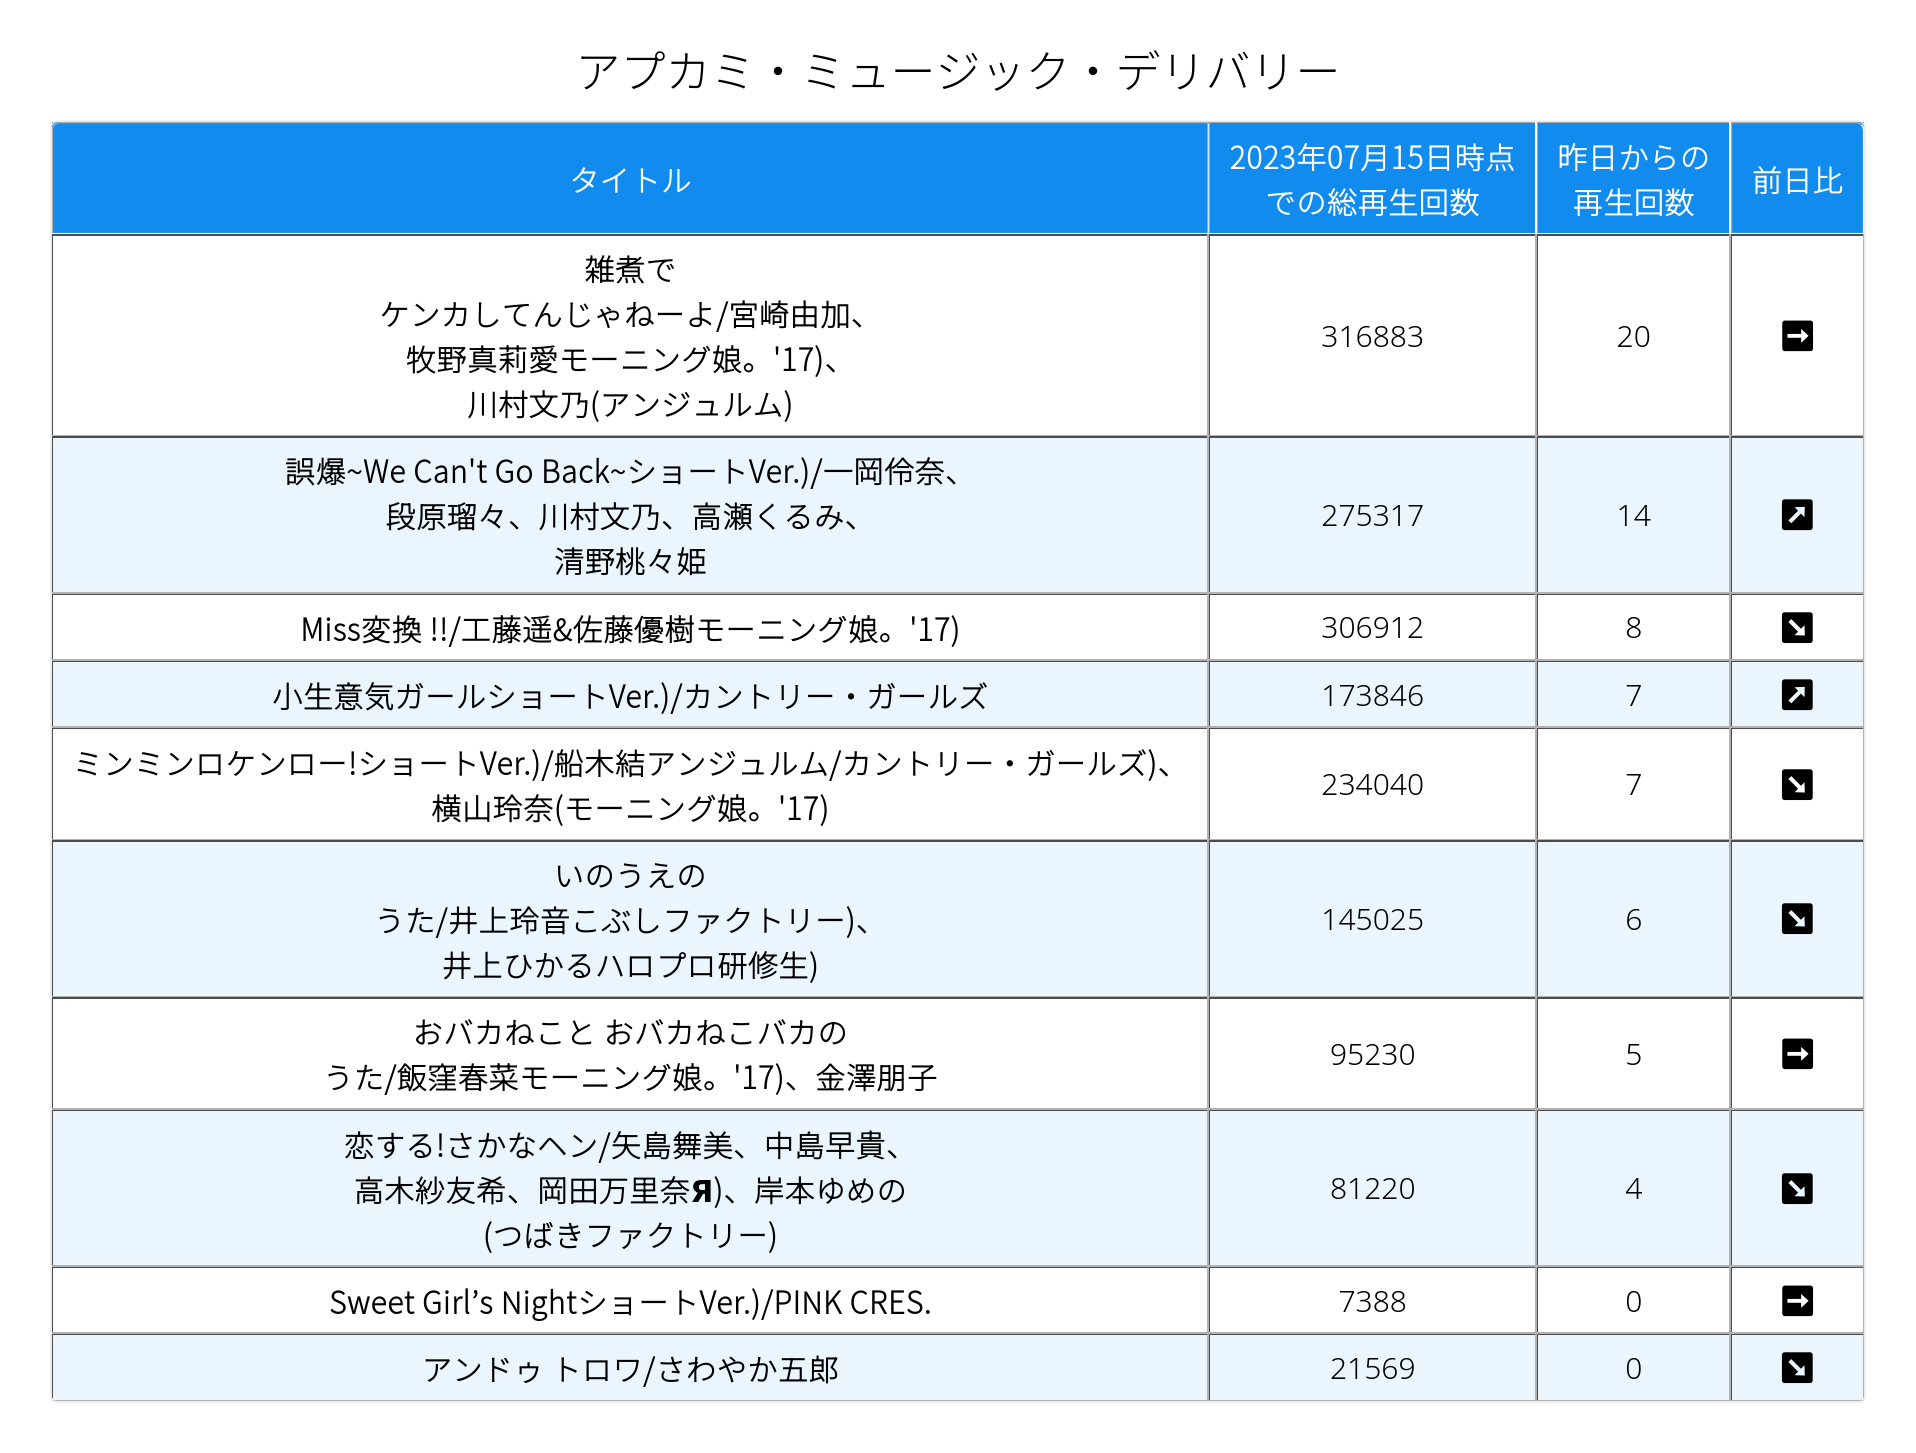 アプカミ・ミュージック・デリバリー
タイトル
2023年07月15日時点
での総再生回数
昨日からの
再生回数
前日比
雑煮で
ケンカしてんじゃねーよ/宮崎由加、
牧野真莉愛モーニング娘。'17)、
川村文乃(アンジュルム)
316883
20
誤爆~We Can't Go Back~ショートVer.)/一岡伶奈、
段原瑠々、川村文乃、高瀬くるみ、
清野桃々姫
275317
14
Miss変換 !!/工藤遥&佐藤優樹モーニング娘。'17)
306912
8
小生意気ガールショートVer.)/カントリー・ガールズ
173846
7
ミンミンロケンロー!ショートVer.)/船木結アンジュルム/カントリー・ガールズ)、
横山玲奈(モーニング娘。'17)
234040
7
いのうえの
うた/井上玲音こぶしファクトリー)、
井上ひかるハロプロ研修生)
145025
6
おバカねこと おバカねこバカの
うた/飯窪春菜モーニング娘。'17)、金澤朋子
95230
5
恋する!さかなヘン/矢島舞美、中島早貴、
高木紗友希、岡田万里奈Я)、岸本ゆめの
(つばきファクトリー)
81220
4
Sweet Girl’s NightショートVer.)/PINK CRES.
7388
0
アンドゥ トロワ/さわやか五郎
21569
0